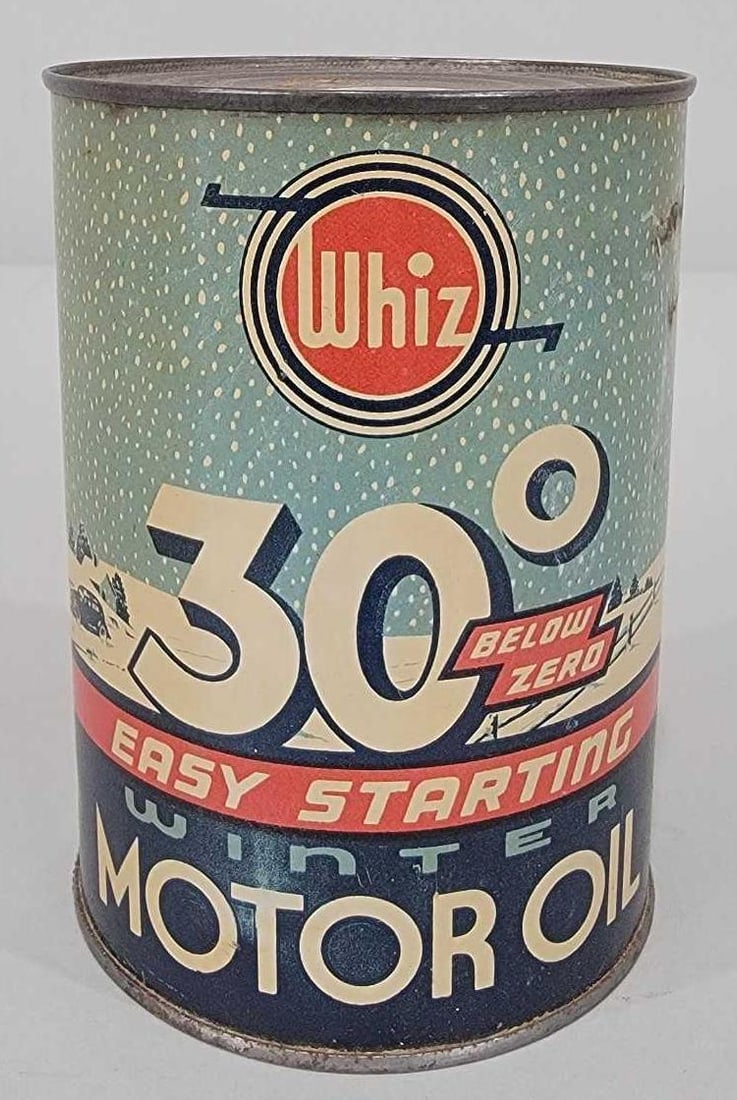 Whiz
30°
BELOW
ZERO
EASY STARTING
WINTER
MOTOR OIL